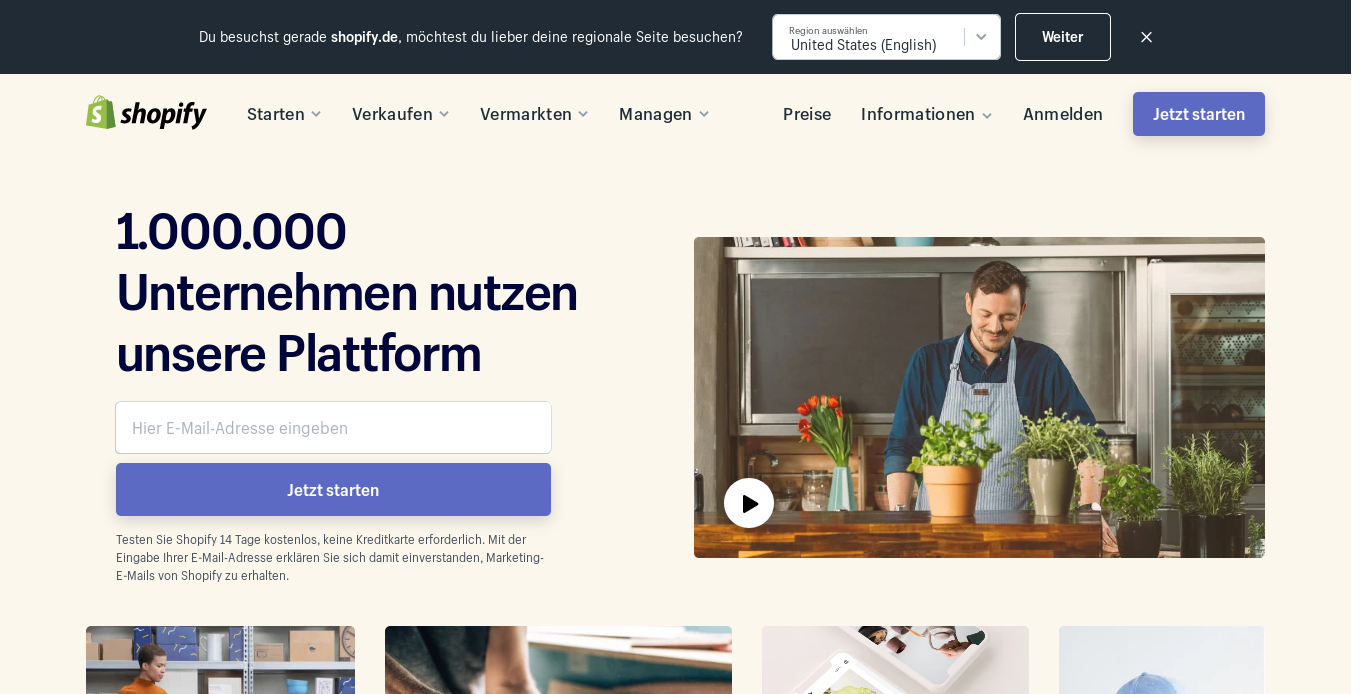 Du besuchst gerade shopify.de, möchtest du lieber deine regionale Seite besuchen?
Region auswählen
United States (English)
Weiter
shopify
Starten
Verkaufen
Vermarkten
Managen
Preise
Informationen
Anmelden
Jetzt starten
1.000.000
Unternehmen nutzen
unsere Plattform
Hier E-Mail-Adresse eingeben
Jetzt starten
Testen Sie Shopify 14 Tage kostenlos, keine Kreditkarte erforderlich. Mit der
Eingabe Ihrer E-Mail-Adresse erklären Sie sich damit einverstanden, Marketing-
E-Mails von Shopify zu erhalten.